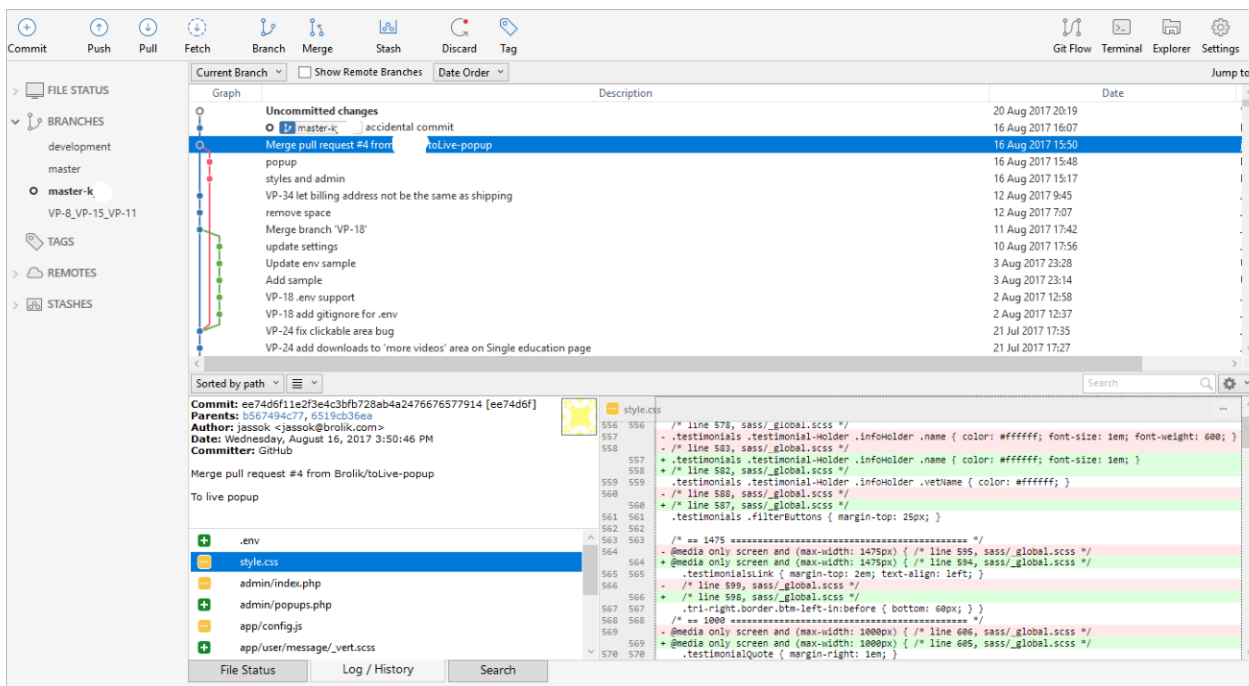 Commit Push Pull Fetch Branch Merge Stash Discard Tag Git Flow Terminal Explorer Settings
Current Branch Show Remote Branches Date Order Jump to
FILE STATUS
BRANCHES
development
master
master-k
VP-8_VP-15_VP-11
TAGS
REMOTES
STASHES
Graph Description Date
Uncommitted changes 20 Aug 2017 20:19
master-k accidental commit 16 Aug 2017 16:07
Merge pull request #4 from toLive-popup 16 Aug 2017 15:50
popup 16 Aug 2017 15:48
styles and admin 16 Aug 2017 15:17
VP-34 let billing address not be the same as shipping 12 Aug 2017 9:45
remove space 12 Aug 2017 7:07
Merge branch 'VP-18' 11 Aug 2017 17:42
update settings 10 Aug 2017 17:56
Update env sample 3 Aug 2017 23:28
Add sample 3 Aug 2017 23:14
VP-18 .env support 2 Aug 2017 12:58
VP-18 add gitignore for .env 2 Aug 2017 12:37
VP-24 fix clickable area bug 21 Jul 2017 17:35
VP-24 add downloads to 'more videos' area on Single education page 21 Jul 2017 17:27
Sorted by path Search
Commit: ee74d6f11e2f3e4c3bfb728ab4a2476676577914 [ee74d6f]
Parents: b567494c77, 6519cb36ea
Author: jassok <jassok@brolik.com>
Date: Wednesday, August 16, 2017 3:50:46 PM
Committer: GitHub
Merge pull request #4 from Brolik/toLive-popup
To live popup
.env
style.css
admin/index.php
admin/popups.php
app/config.js
app/user/message/_vert.scss
style.css
556 556 /* line 578, sass/_global.scss */
557 - .testimonials .testimonial-Holder .infoHolder .name { color: #ffffff; font-size: 1em; font-weight: 600; }
558 - /* line 583, sass/_global.scss */
557 + .testimonials .testimonial-Holder .infoHolder .name { color: #ffffff; font-size: 1em; }
558 + /* line 582, sass/_global.scss */
559 559 .testimonials .testimonial-Holder .infoHolder .vetName { color: #ffffff; }
560 - /* line 588, sass/_global.scss */
560 + /* line 587, sass/_global.scss */
561 561 .testimonials .filterButtons { margin-top: 25px; }
562 562
563 563 /* == 1475 ============================================= */
564 - @media only screen and (max-width: 1475px) { /* line 595, sass/_global.scss */
564 + @media only screen and (max-width: 1475px) { /* line 594, sass/_global.scss */
565 565 .testimonialsLink { margin-top: 2em; text-align: left; }
566 - /* line 599, sass/_global.scss */
566 + /* line 598, sass/_global.scss */
567 567 .tri-right.border.btm-left-in:before { bottom: 60px; } }
568 568 /* == 1000 ============================================= */
569 - @media only screen and (max-width: 1000px) { /* line 606, sass/_global.scss */
569 + @media only screen and (max-width: 1000px) { /* line 605, sass/_global.scss */
570 570 .testimonialQuote { margin-right: 1em; }
File Status Log / History Search